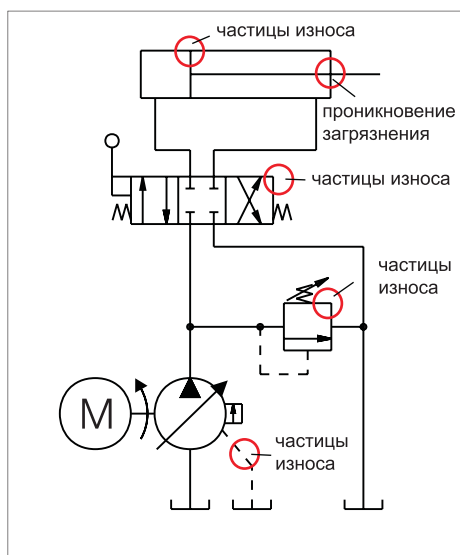 частицы износа
проникновение
загрязнения
частицы износа
частицы
износа
M
частицы
износа